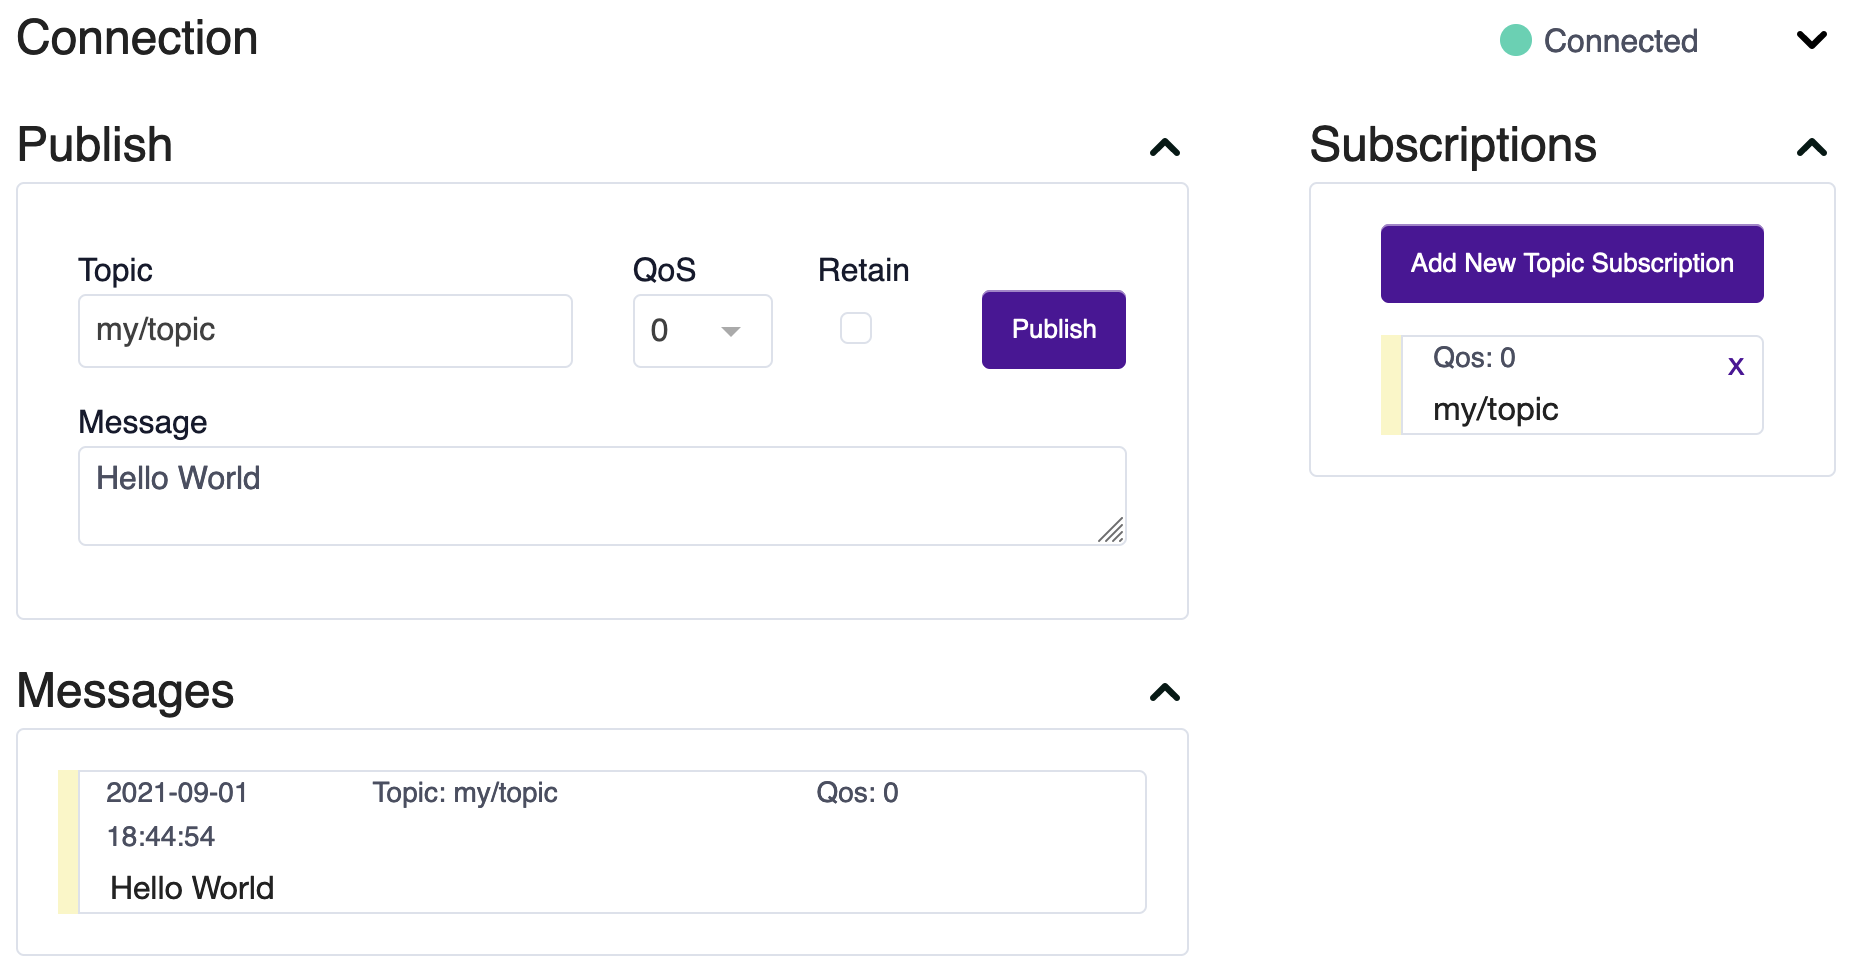 Connection
Connected
Publish
Topic
QoS
Retain
my/topic
0
Publish
Message
Hello World
Subscriptions
Add New Topic Subscription
Qos: 0
x
my/topic
Messages
2021-09-01
Topic: my/topic
Qos: 0
18:44:54
Hello World